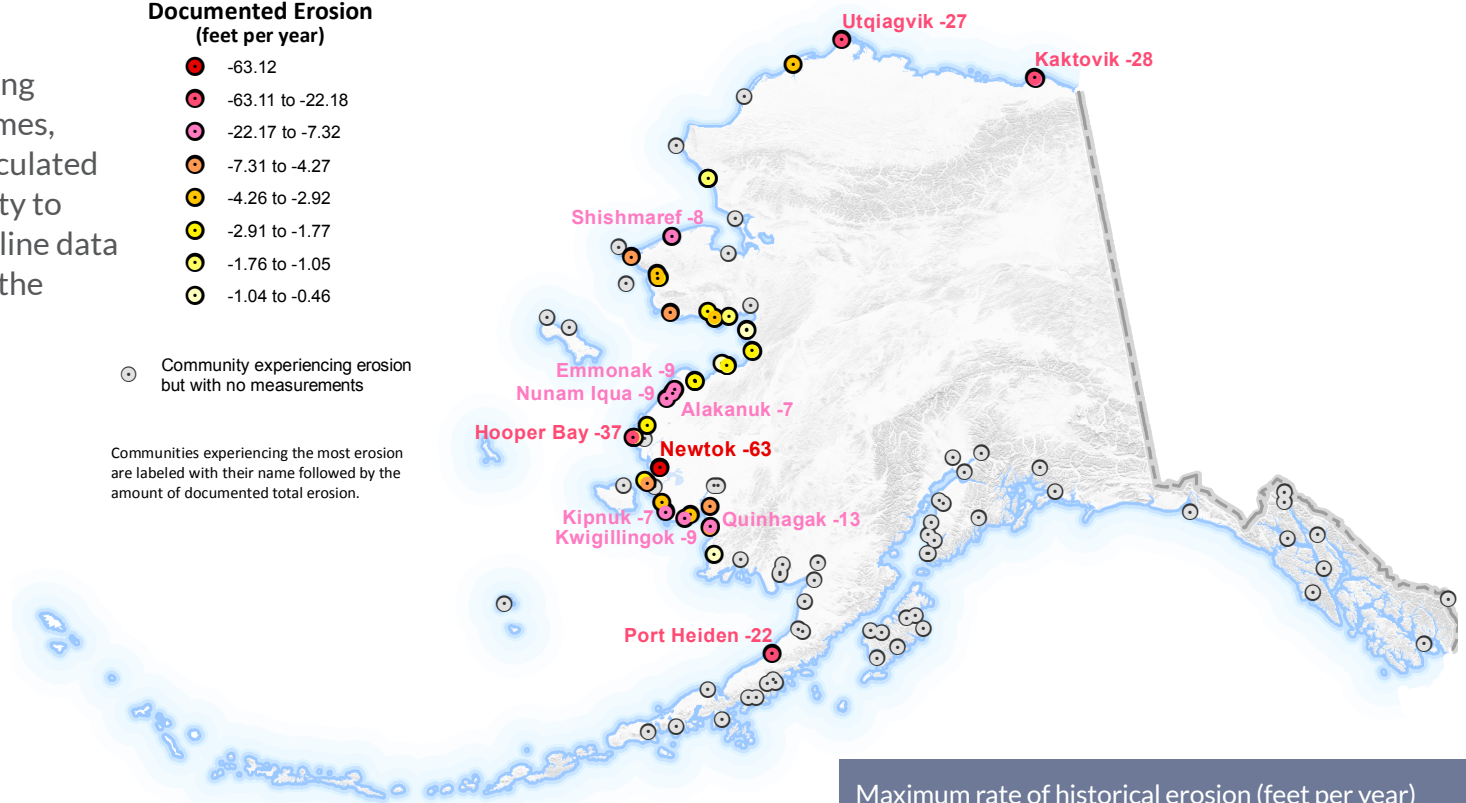 Documented Erosion
(feet per year)
-63.12
-63.11 to -22.18
-22.17 to -7.32
-7.31 to -4.27
-4.26 to -2.92
-2.91 to -1.77
-1.76 to -1.05
-1.04 to -0.46
Community experiencing erosion
but with no measurements
Communities experiencing the most erosion
are labeled with their name followed by the
amount of documented total erosion.
ty to
line data
the
Utqiagvik -27
Kaktovik -28
Shishmaref -8
Emmonak -9
Nunam Iqua -9
Alakanuk -7
Hooper Bay -37
Newtok -63
Kipnuk -7
Quinhagak -13
Kwigillingok -9
Port Heiden -22
Maximum rate of historical erosion (feet per year)